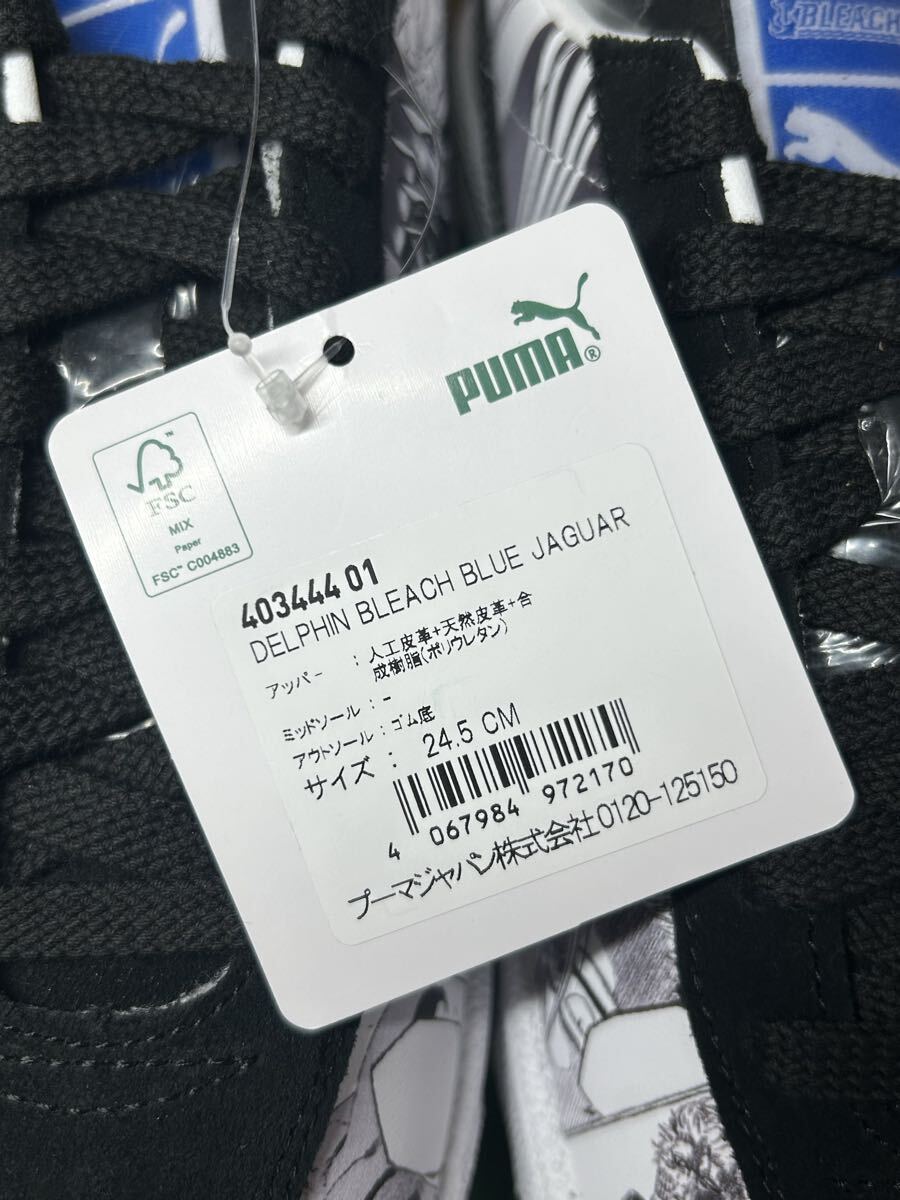 BLEACH
PUMA®
FSC™
MIX
Paper
FSC™ C004883
403444 01
DELPHIN BLEACH BLUE JAGUAR
アッパー : 人工皮革+天然皮革+合
成樹脂(ポリウレタン)
ミッドソール : -
アウトソール : ゴム底
サイズ : 24.5 CM
4 067984 972170
プーマジャパン株式会社0120-125150